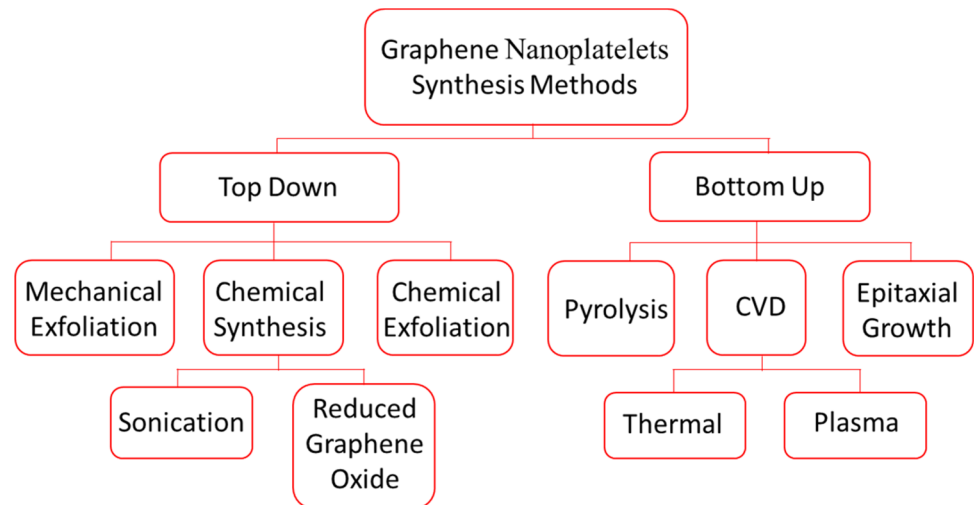 Graphene Nanoplatelets
Synthesis Methods
Top Down
Bottom Up
Mechanical
Exfoliation
Chemical
Synthesis
Chemical
Exfoliation
Pyrolysis
CVD
Epitaxial
Growth
Sonication
Reduced
Graphene
Oxide
Thermal
Plasma